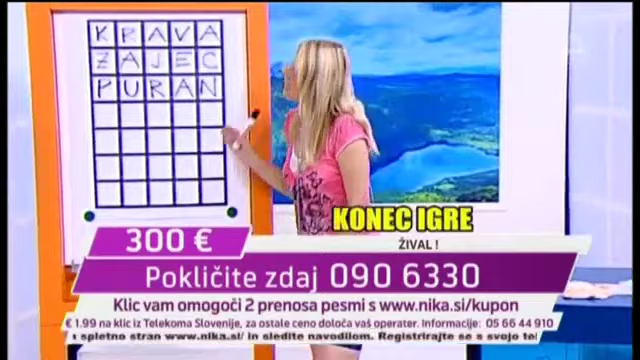 KRAVA
ZAJEC
PURAN
KONEC IGRE
300 €
ŽIVAL !
Pokličite zdaj 090 6330
Klic vam omogoči 2 prenosa pesmi s www.nika.si/kupon
€ 1.99 na klic iz Telekoma Slovenije, za ostale ceno določa vaš operater. Informacije: 05 66 44 910
spletno stran www.nika.si/ in sledite navodilom. Registrirajte se s svojo